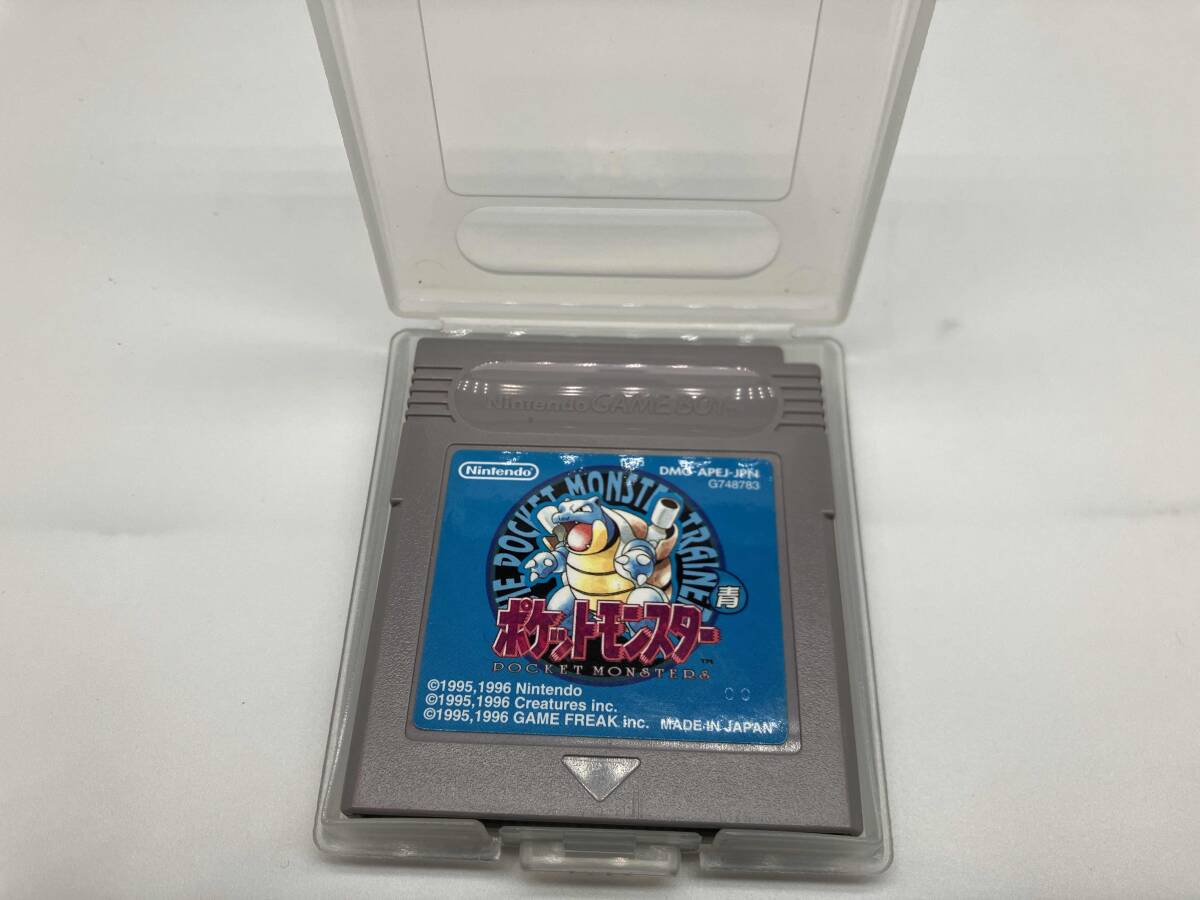 Nintendo GAME BOY
Nintendo
DMG-APEJ-JPN
G748783
THE POCKET MONSTER TRAINER
青
ポケットモンスター
TM
POCKET MONSTERS
©1995,1996 Nintendo
©1995,1996 Creatures inc.
©1995,1996 GAME FREAK inc.
MADE IN JAPAN